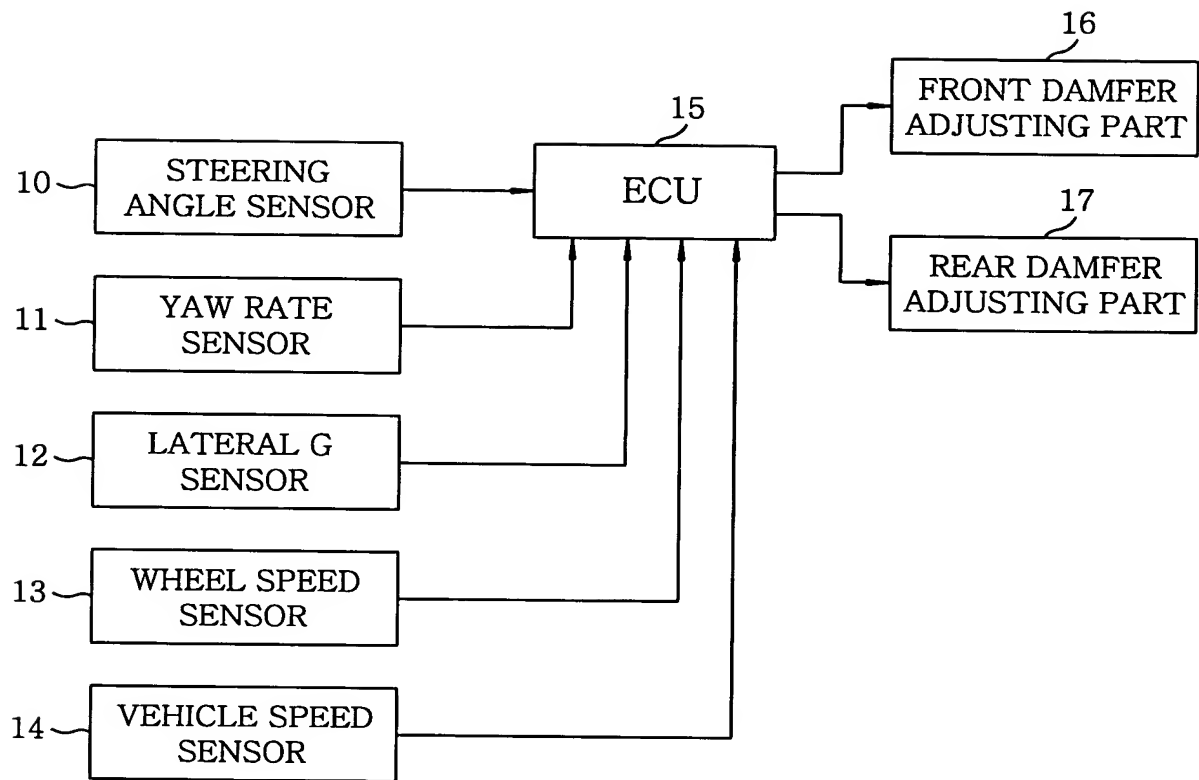 16
FRONT DAMFER
ADJUSTING PART
15
10
STEERING
ANGLE SENSOR
ECU
17
REAR DAMFER
ADJUSTING PART
11
YAW RATE
SENSOR
12
LATERAL G
SENSOR
13
WHEEL SPEED
SENSOR
14
VEHICLE SPEED
SENSOR